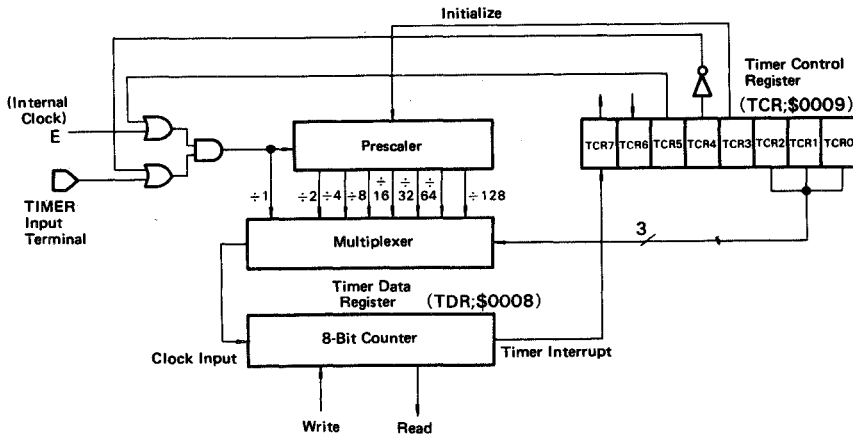 Initialize
Timer Control
Register
(TCR;$0009)
(Internal
Clock)
E
TCR7 TCR6 TCR5 TCR4 TCR3 TCR2 TCR1 TCR0
Prescaler
TIMER
Input
Terminal
÷1 ÷2 ÷4 ÷8 ÷16 ÷32 ÷64 ÷128
3
Multiplexer
Timer Data
Register (TDR;$0008)
8-Bit Counter
Clock Input
Timer Interrupt
Write Read